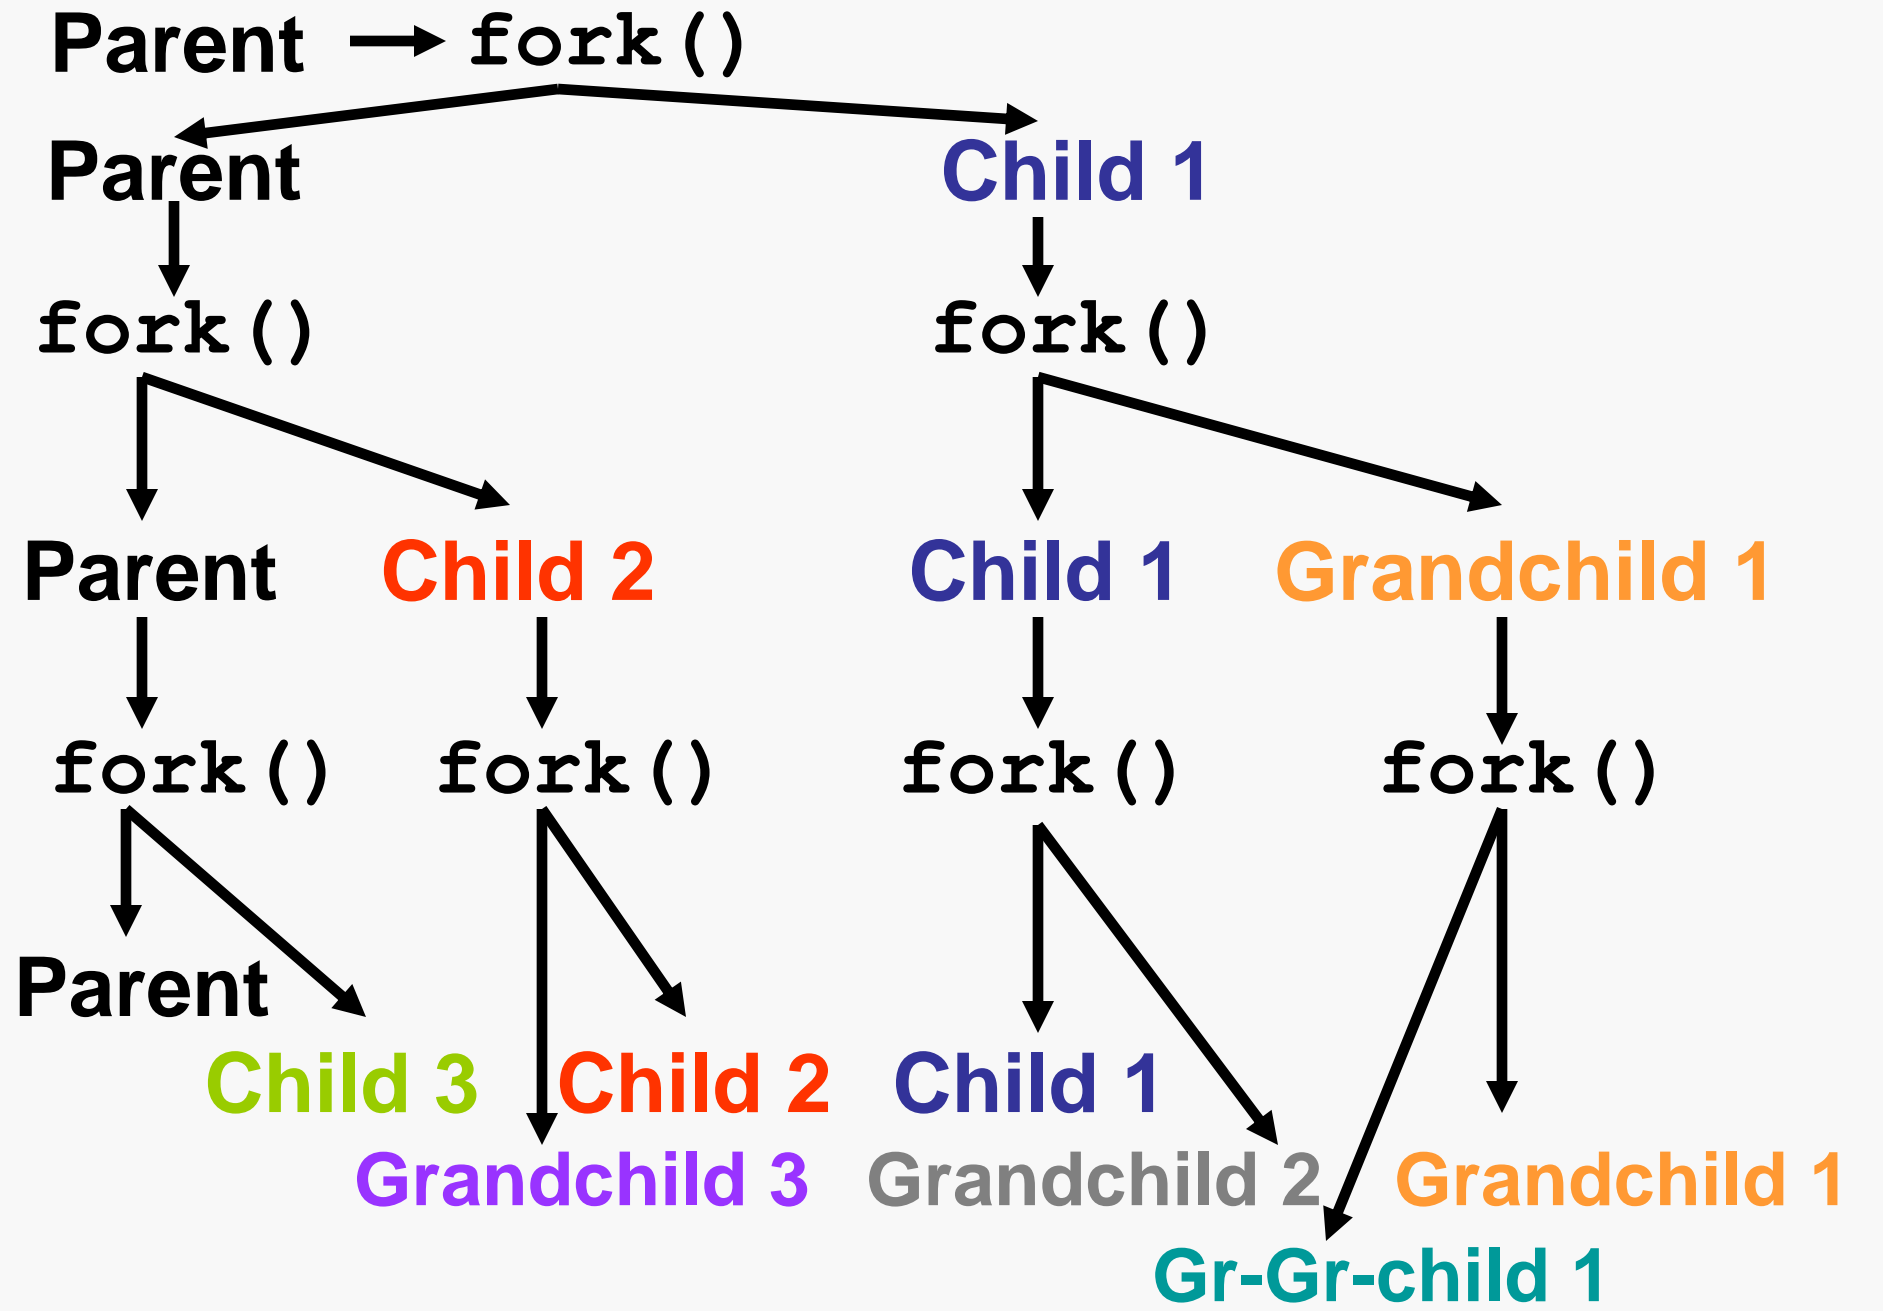 Parent fork()
Parent Child 1
fork() fork()
Parent Child 2 Child 1 Grandchild 1
fork() fork() fork() fork()
Parent
Child 3 Child 2 Child 1
Grandchild 3 Grandchild 2 Grandchild 1
Gr-Gr-child 1